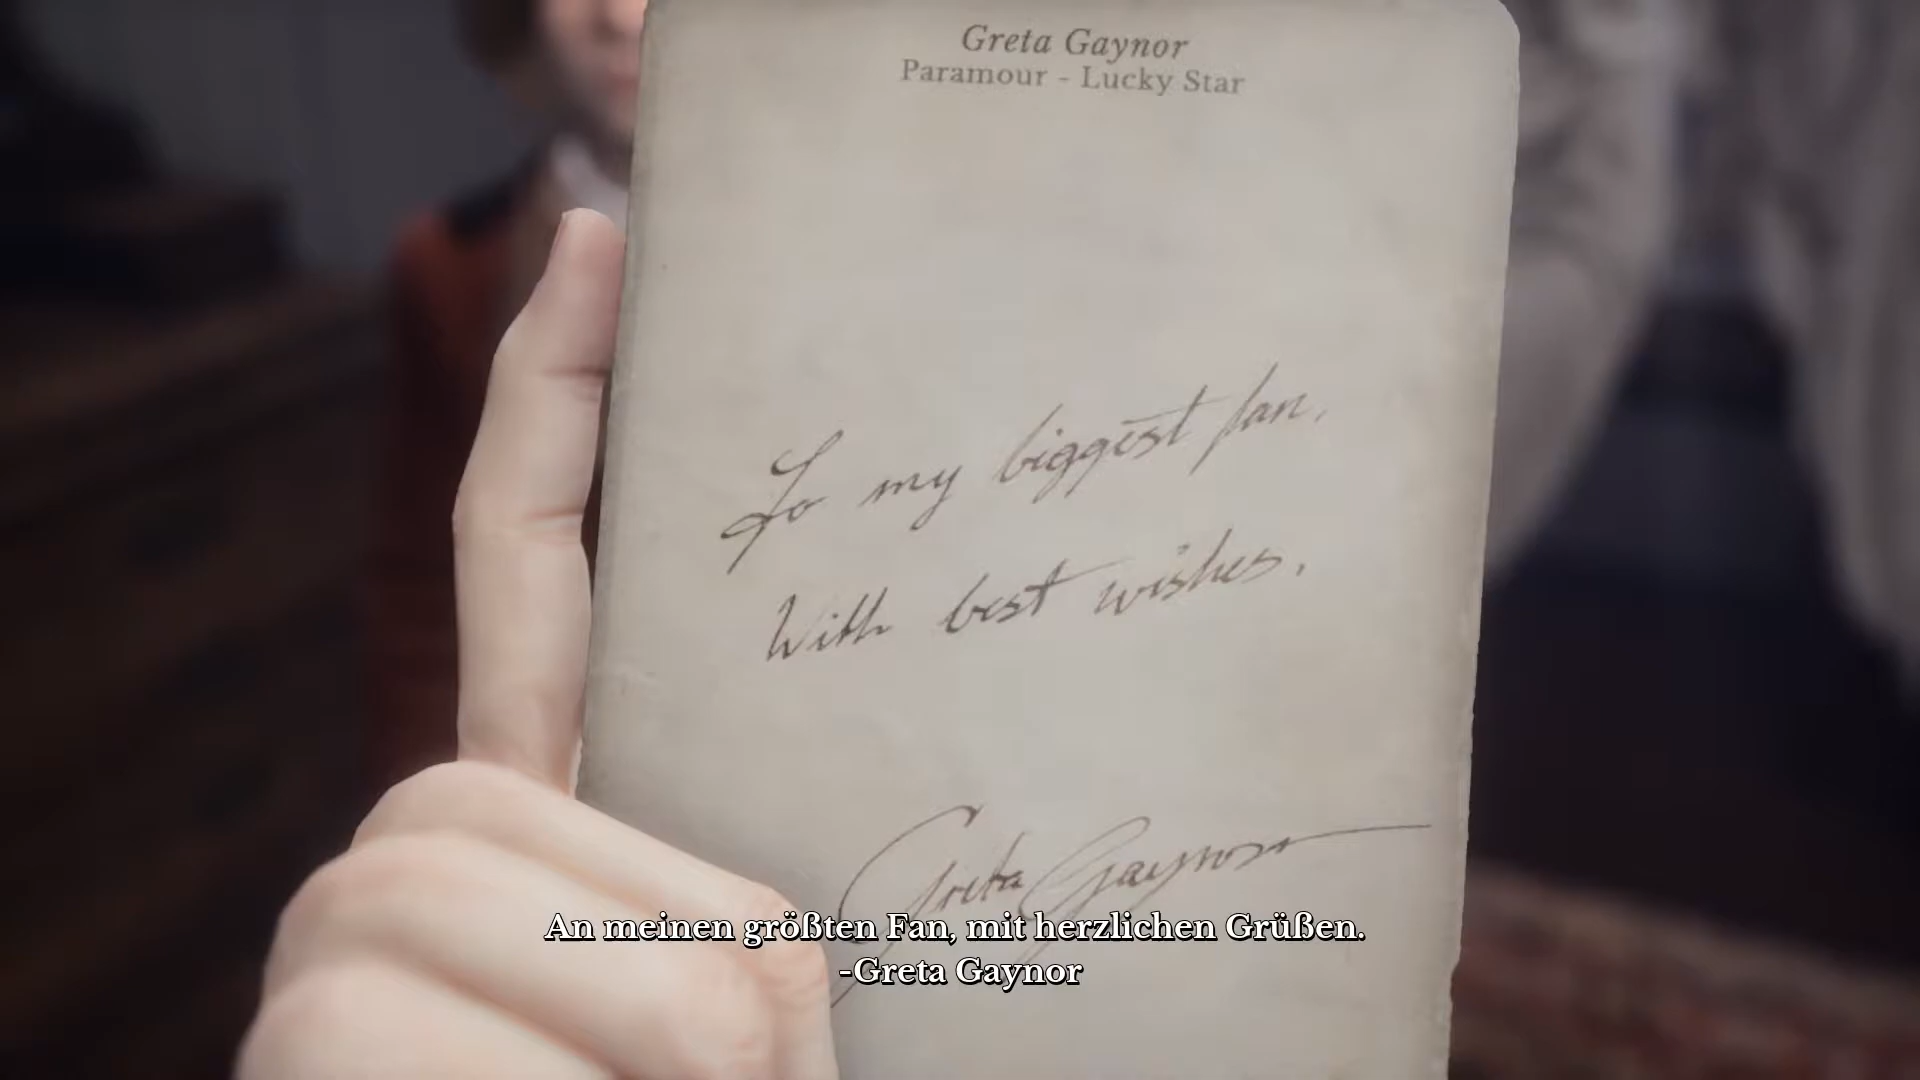 Greta Gaynor
Paramour - Lucky Star
To my biggest fan,
With best wishes,
Greta Gaynor
An meinen größten Fan, mit herzlichen Grüßen.
-Greta Gaynor